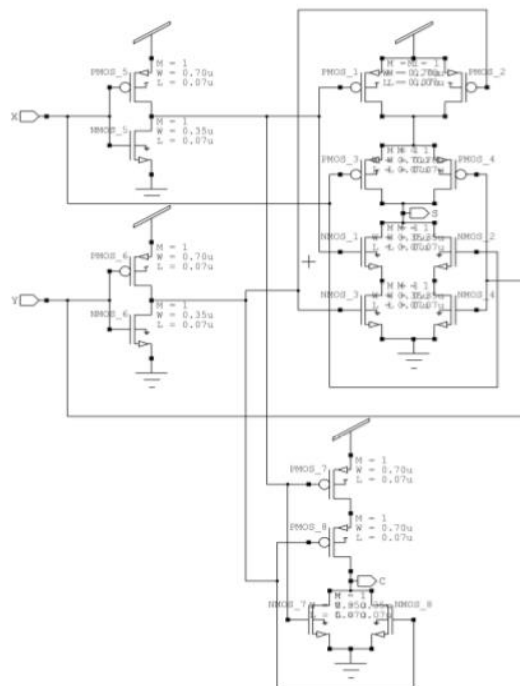 M = 1
W = 0.70u
L = 0.07u
PMOS_5
X
M = 1
W = 0.35u
L = 0.07u
NMOS_5
PMOS_1
PMOS_2
PMOS_3
PMOS_4
S
NMOS_1
NMOS_2
NMOS_3
NMOS_4
M = 1
W = 0.70u
L = 0.07u
PMOS_6
Y
M = 1
W = 0.35u
L = 0.07u
NMOS_6
M = 1
W = 0.70u
L = 0.07u
PMOS_7
M = 1
W = 0.70u
L = 0.07u
PMOS_8
C
M = 1
NMOS_7
NMOS_8